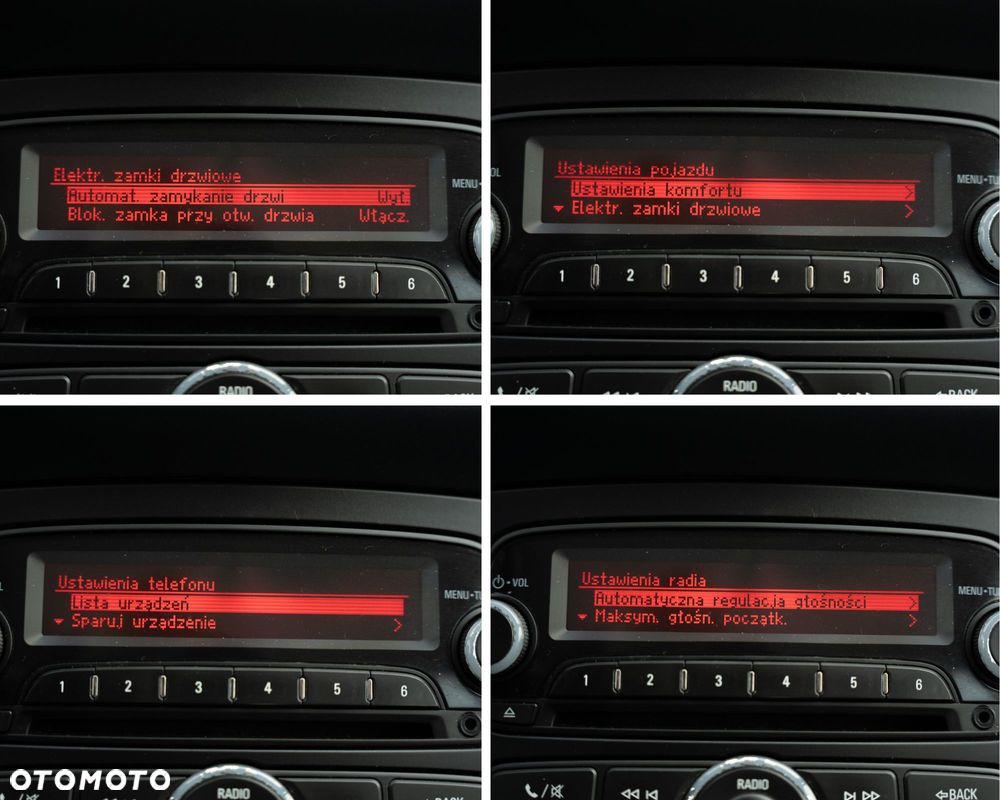 Elektr. zamki drzwiowe
Automat. zamykanie drzwi Wył.
Blok. zamka przy otw. drzwia Włącz.
MENU-
1 2 3 4 5 6
RADIO
Ustawienia pojazdu
Ustawienia komfortu >
Elektr. zamki drzwiowe >
OL
MENU-TU
1 2 3 4 5 6
RADIO
BACK
Ustawienia telefonu
Lista urządzeń
Sparuj urządzenie >
MENU-TU
1 2 3 4 5 6
RADIO
Ustawienia radia
Automatyczna regulacja głośności >
Maksym. głośn. początk. >
VOL
MENU-TU
1 2 3 4 5 6
RADIO
BACK
OTOMOTO